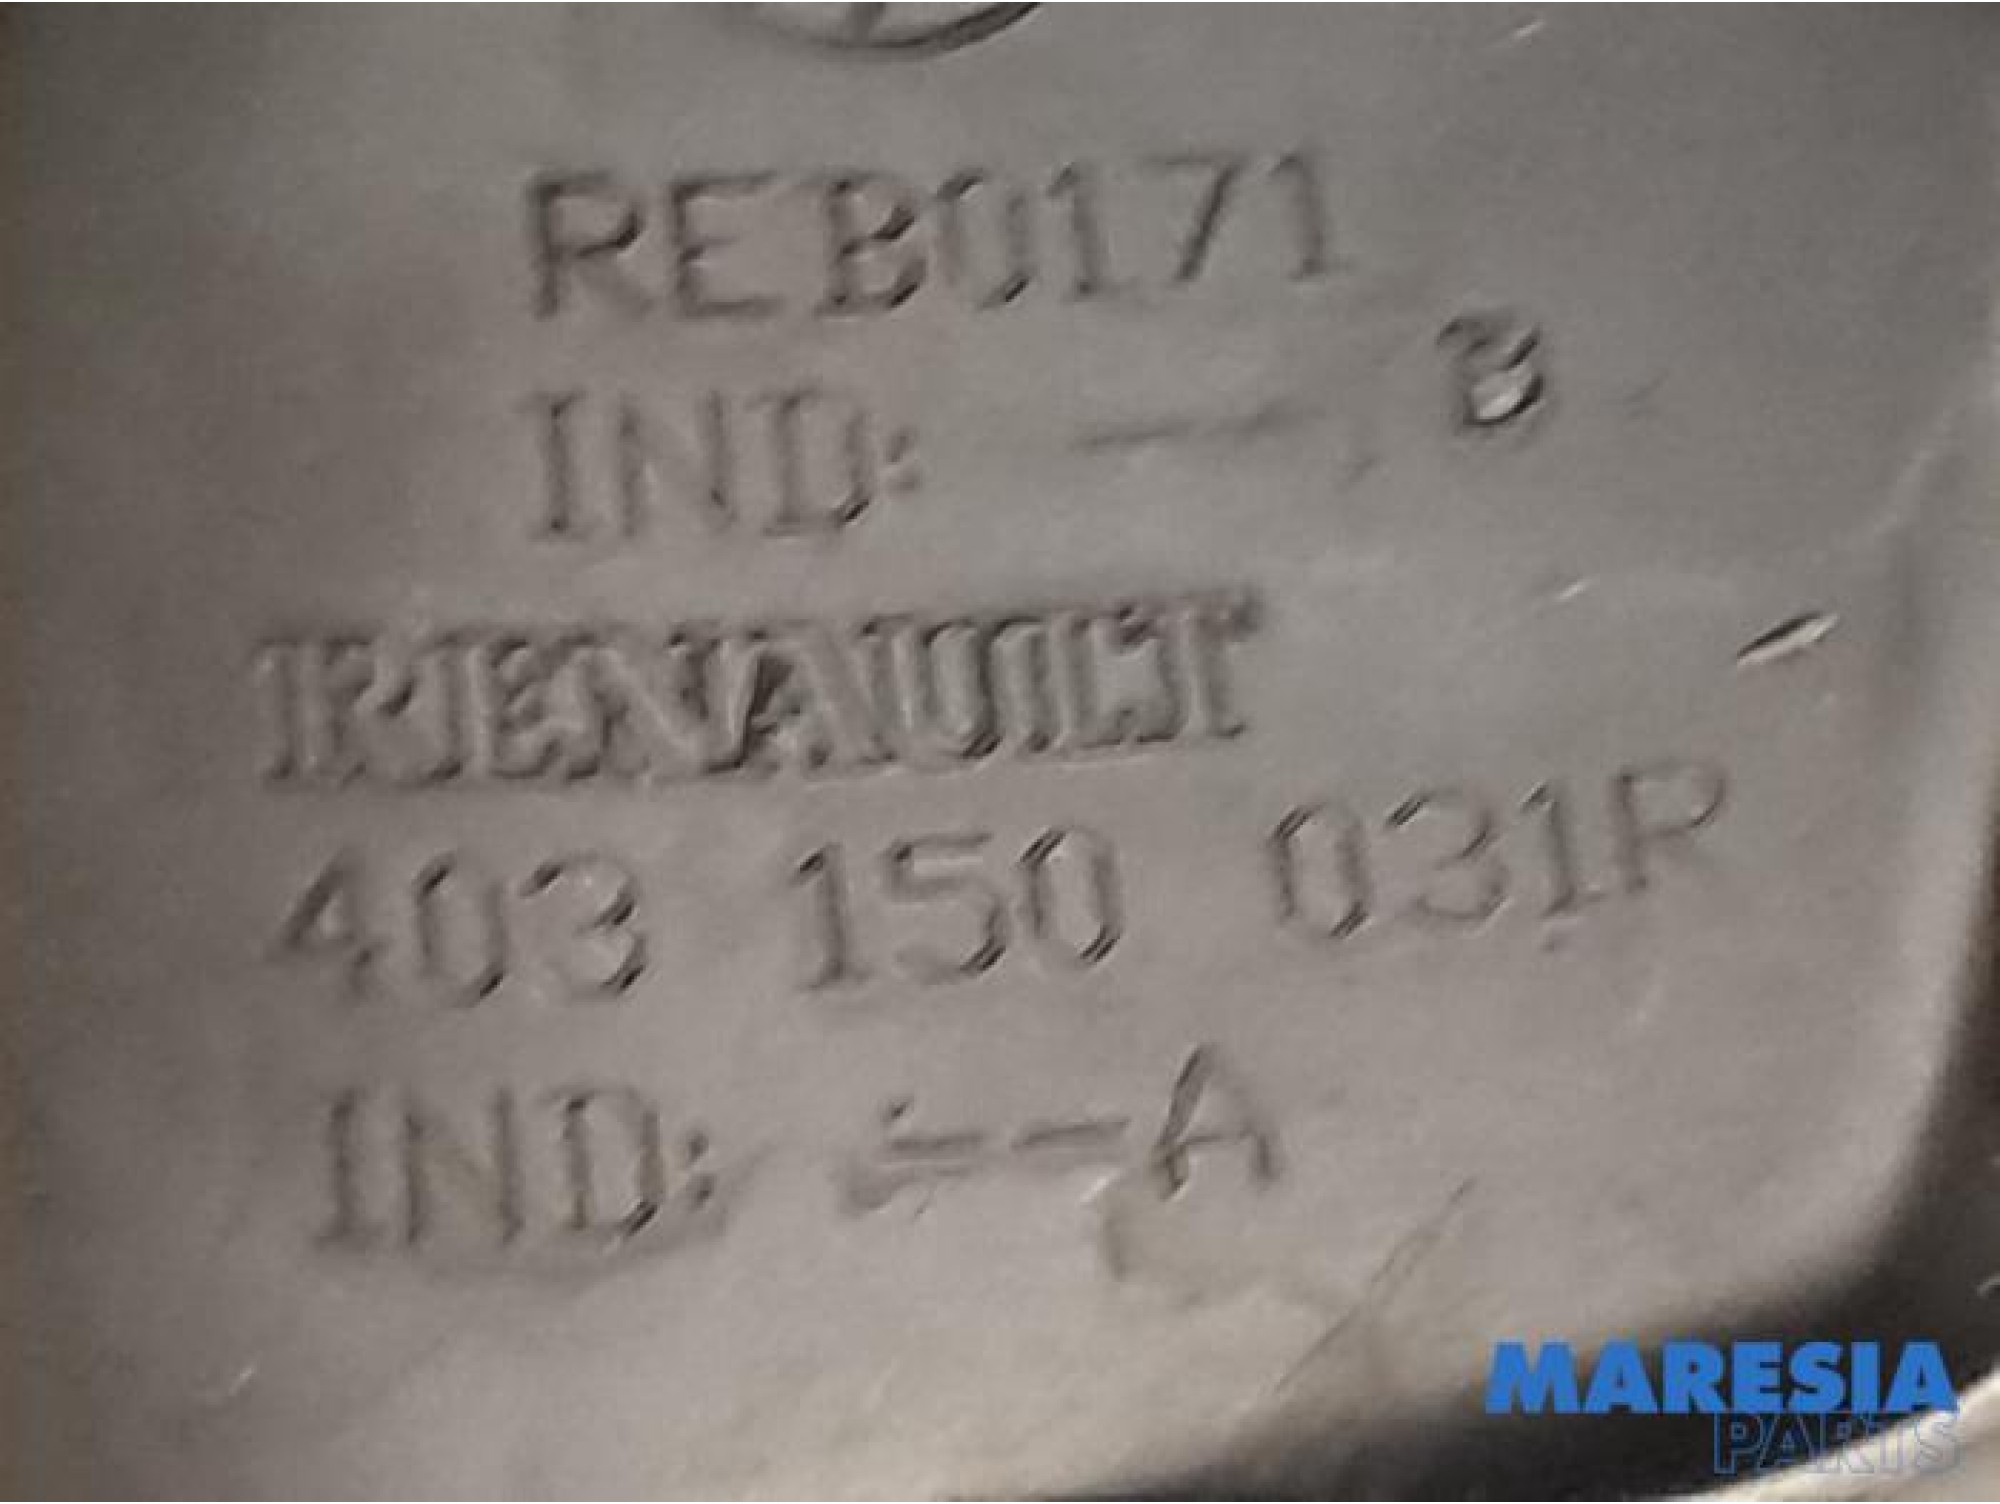 REB0171
IND: — B
RENAULT
403 150 031R
IND: --A
MARESIA
PARTS